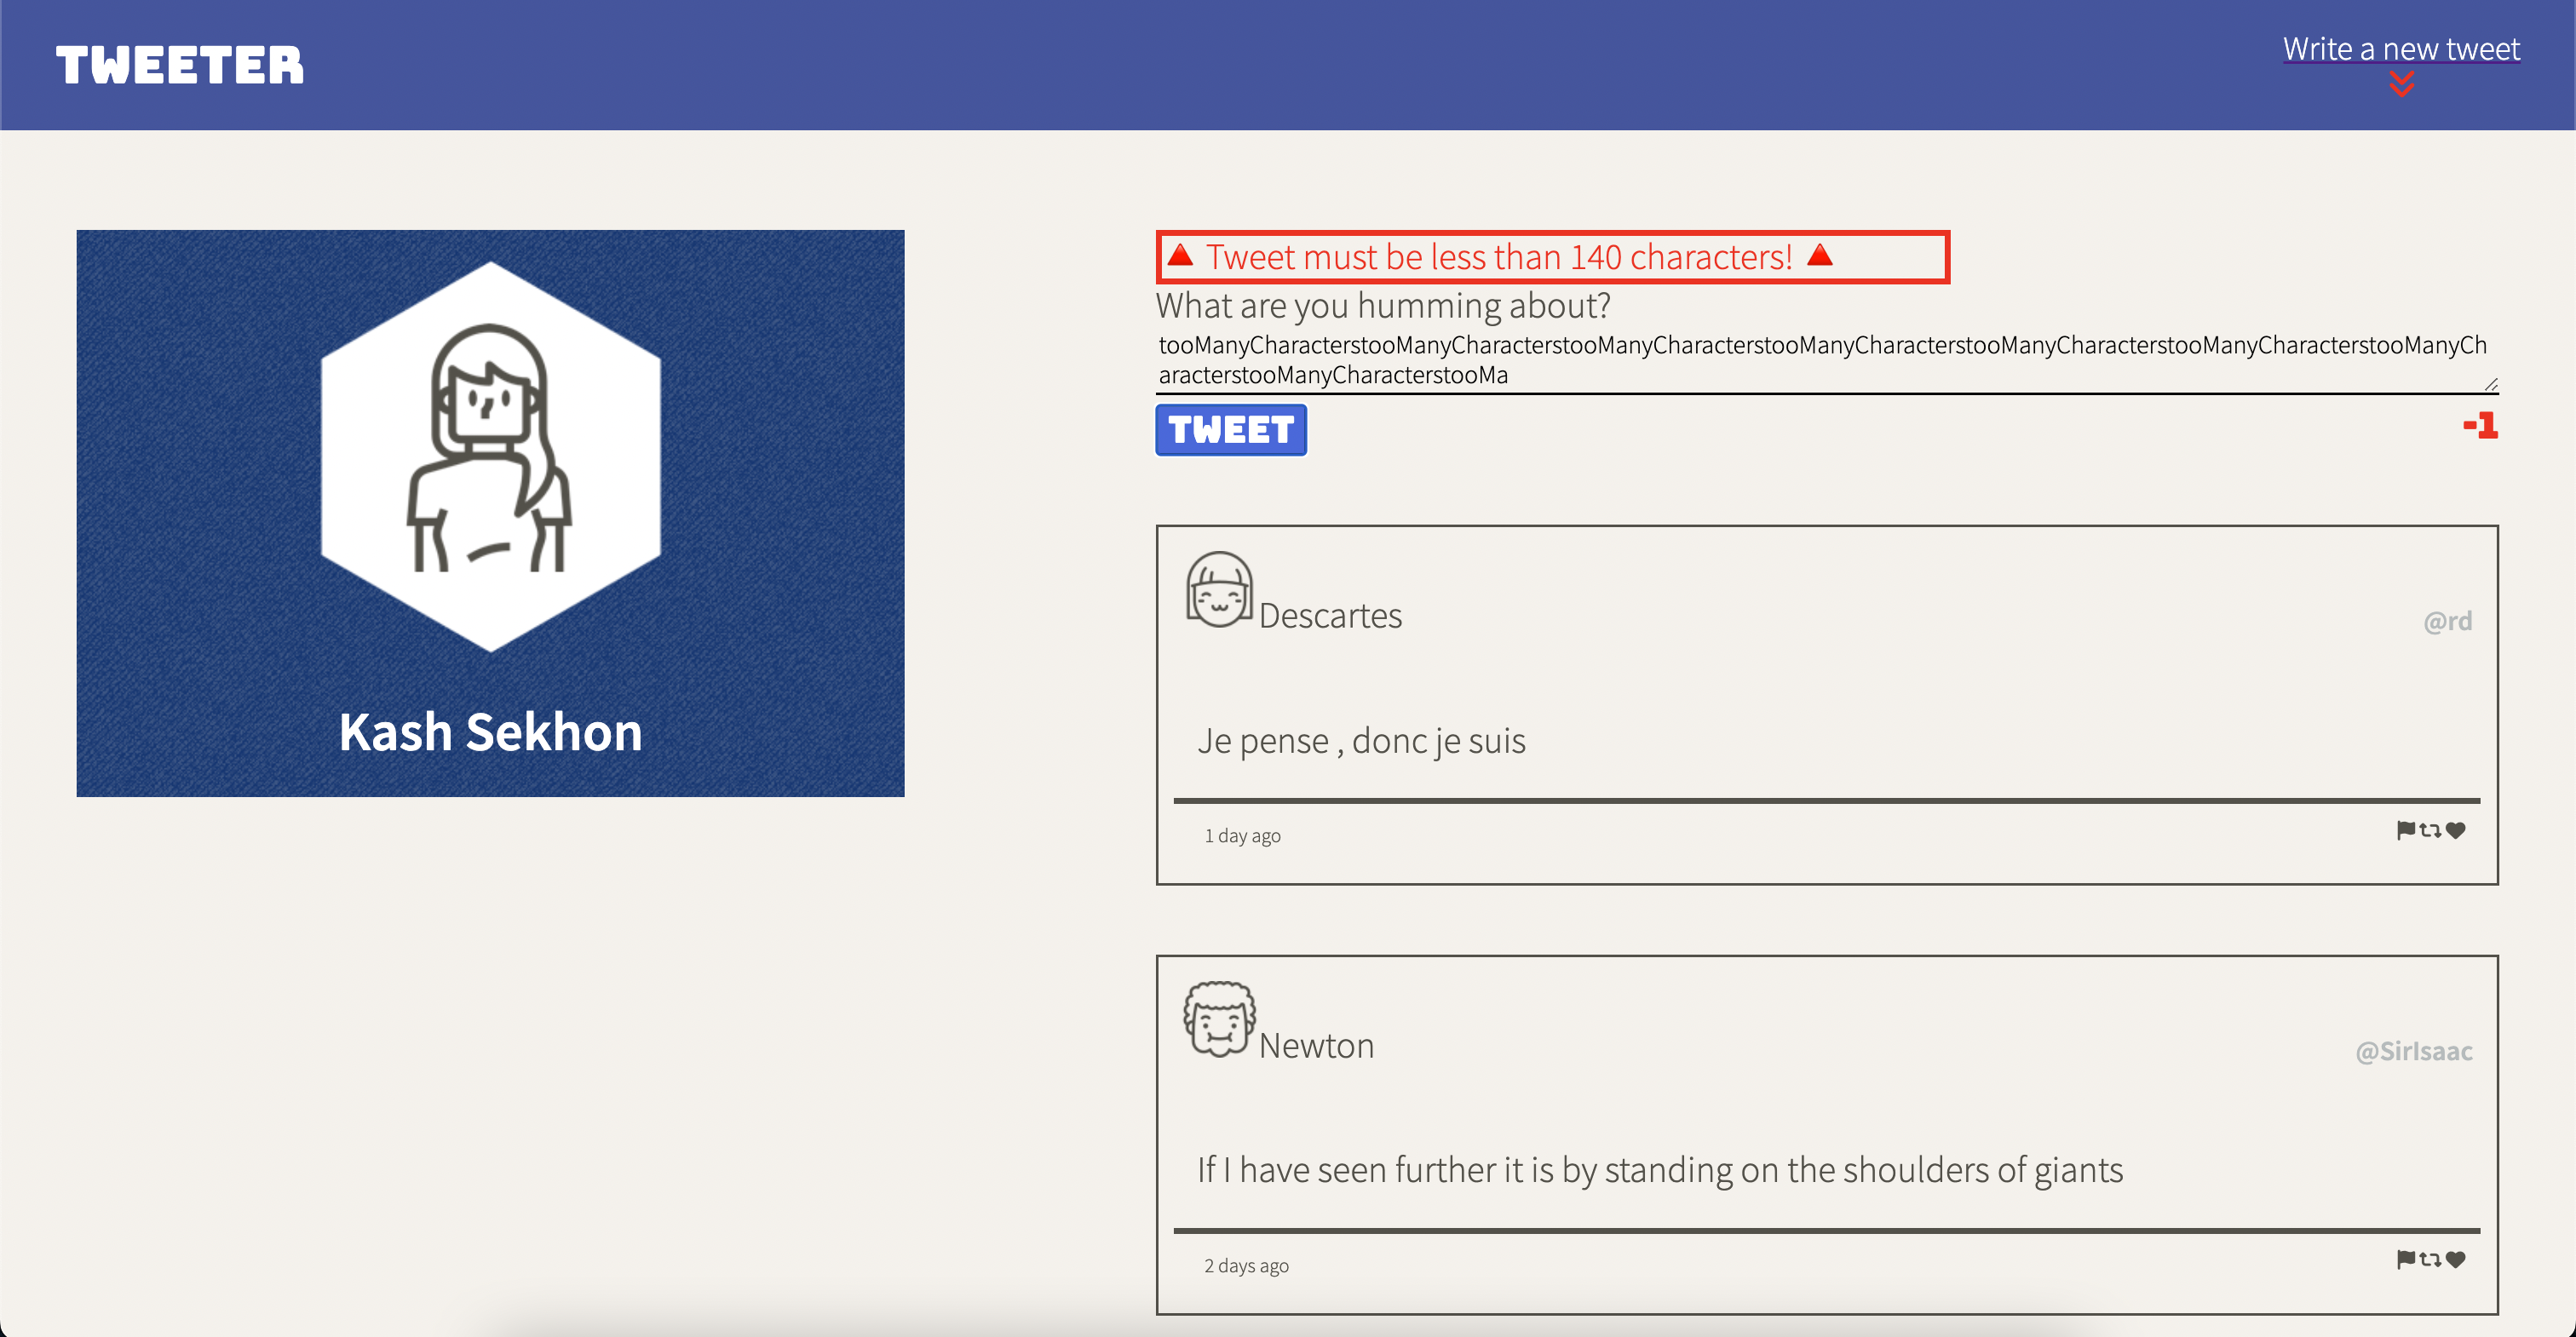 TWEETER
Write a new tweet
Kash Sekhon
🔺 Tweet must be less than 140 characters! 🔺
What are you humming about?
tooManyCharacterstooManyCharacterstooManyCharacterstooManyCharacterstooManyCharacterstooManyCharacterstooManyCh
aracterstooManyCharacterstooMa
TWEET
-1
Descartes
@rd
Je pense , donc je suis
1 day ago
Newton
@SirIsaac
If I have seen further it is by standing on the shoulders of giants
2 days ago